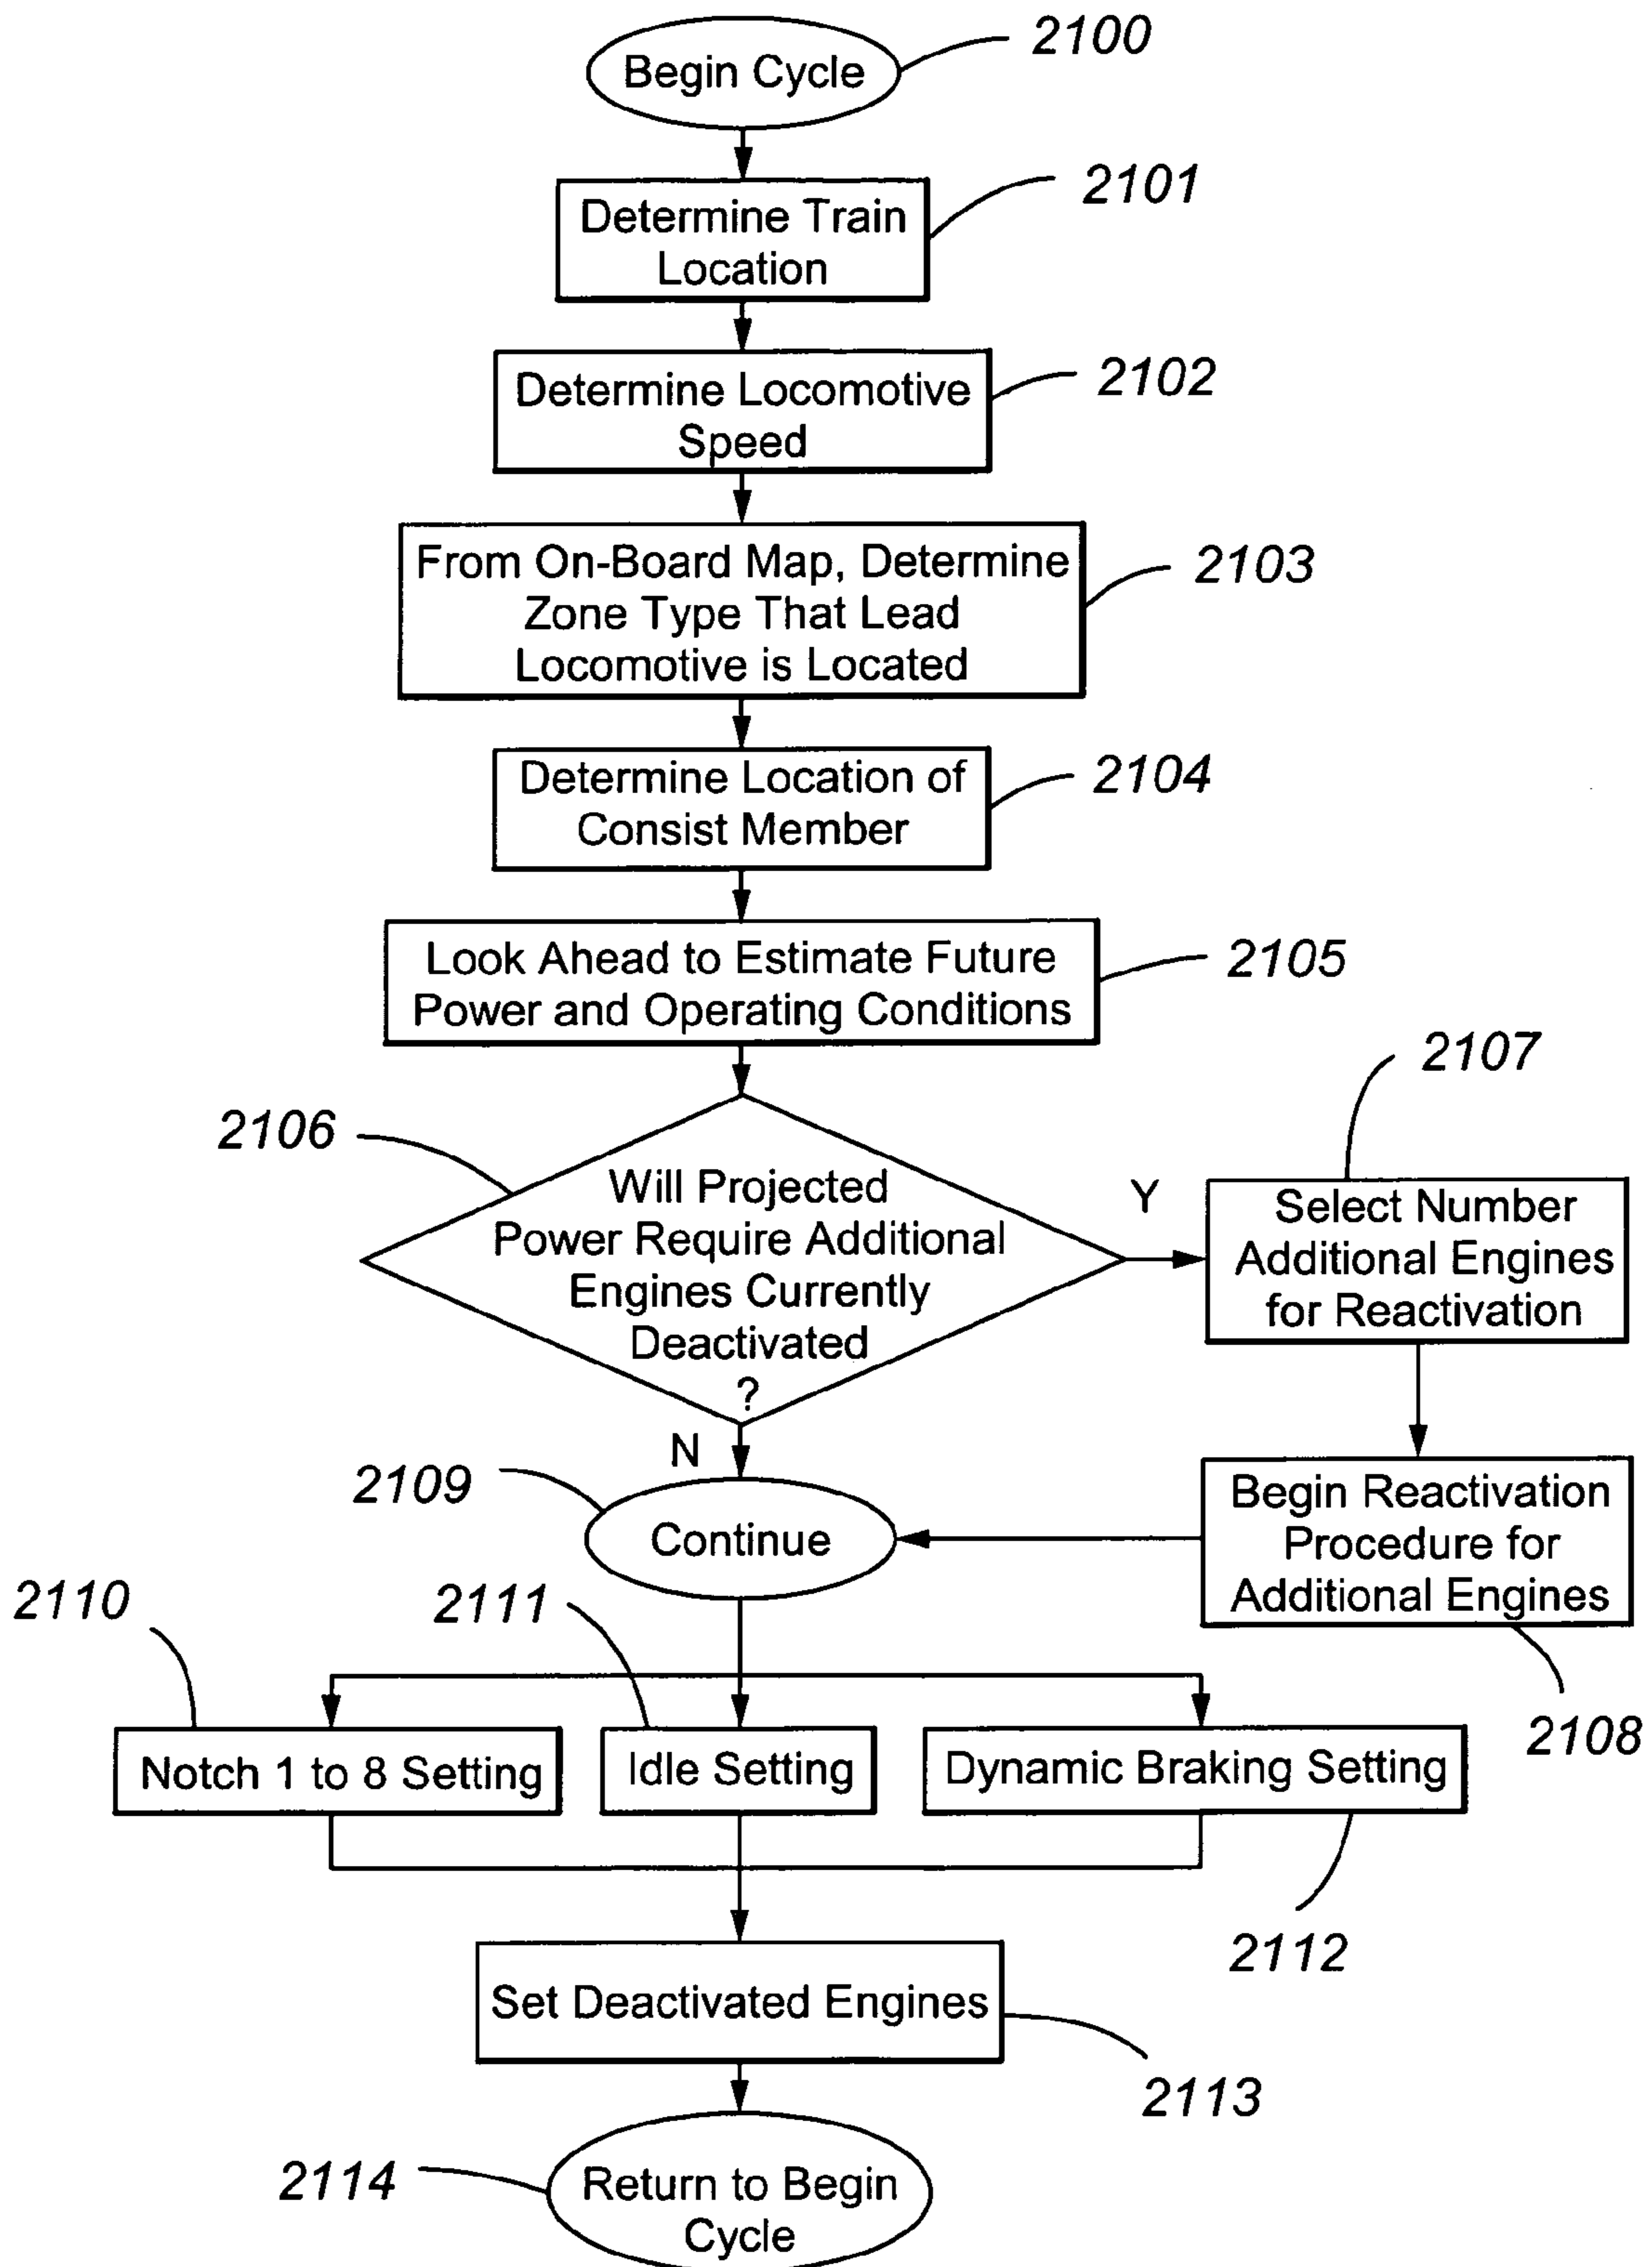 Begin Cycle
2100
Determine Train
Location
2101
Determine Locomotive
Speed
2102
From On-Board Map, Determine
Zone Type That Lead
Locomotive is Located
2103
Determine Location of
Consist Member
2104
Look Ahead to Estimate Future
Power and Operating Conditions
2105
2106
Will Projected
Power Require Additional
Engines Currently
Deactivated
?
Y
N
2107
Select Number
Additional Engines
for Reactivation
Begin Reactivation
Procedure for
Additional Engines
2108
2109
Continue
2110
Notch 1 to 8 Setting
2111
Idle Setting
Dynamic Braking Setting
2112
Set Deactivated Engines
2113
2114
Return to Begin
Cycle